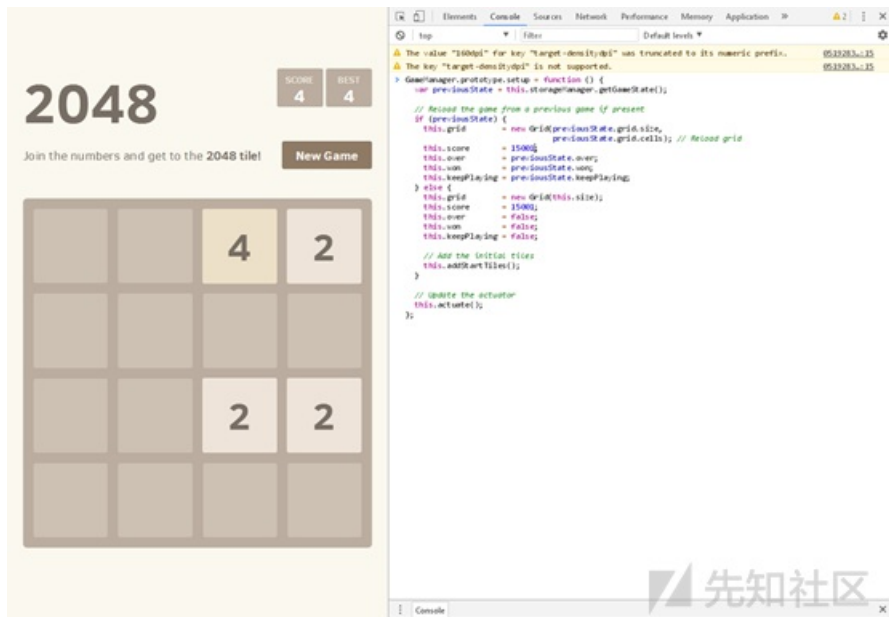 Elements Console Sources Network Performance Memory Application » 2
top Filter Default levels ▼
The value "160dpi" for key "target-densitydpi" was truncated to its numeric prefix.
The key "target-densitydpi" is not supported.
2048
SCORE
4
BEST
4
Join the numbers and get to the 2048 tile!
New Game
4 2
2 2
> GameManager.prototype.setup = function () {
var previousState = this.storageManager.getGameState();
// Reload the game from a previous game if present
if (previousState) {
this.grid = new Grid(previousState.grid.size,
previousState.grid.cells); // Reload grid
this.score = 15001;
this.over = previousState.over;
this.won = previousState.won;
this.keepPlaying = previousState.keepPlaying;
} else {
this.grid = new Grid(this.size);
this.score = 15001;
this.over = false;
this.won = false;
this.keepPlaying = false;
// Add the initial tiles
this.addStartTiles();
}
// Update the actuator
this.actuate();
};
Console
先知社区